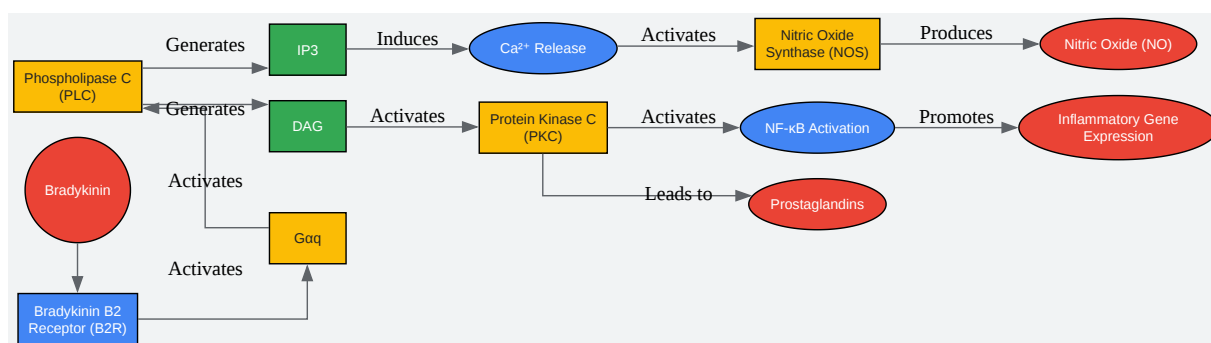 Generates
IP3
Induces
Ca²⁺ Release
Activates
Nitric Oxide
Synthase (NOS)
Produces
Nitric Oxide (NO)
Phospholipase C
(PLC)
Generates
DAG
Activates
Protein Kinase C
(PKC)
Activates
NF-κB Activation
Promotes
Inflammatory Gene
Expression
Bradykinin
Activates
Leads to
Prostaglandins
Gαq
Activates
Bradykinin B2
Receptor (B2R)